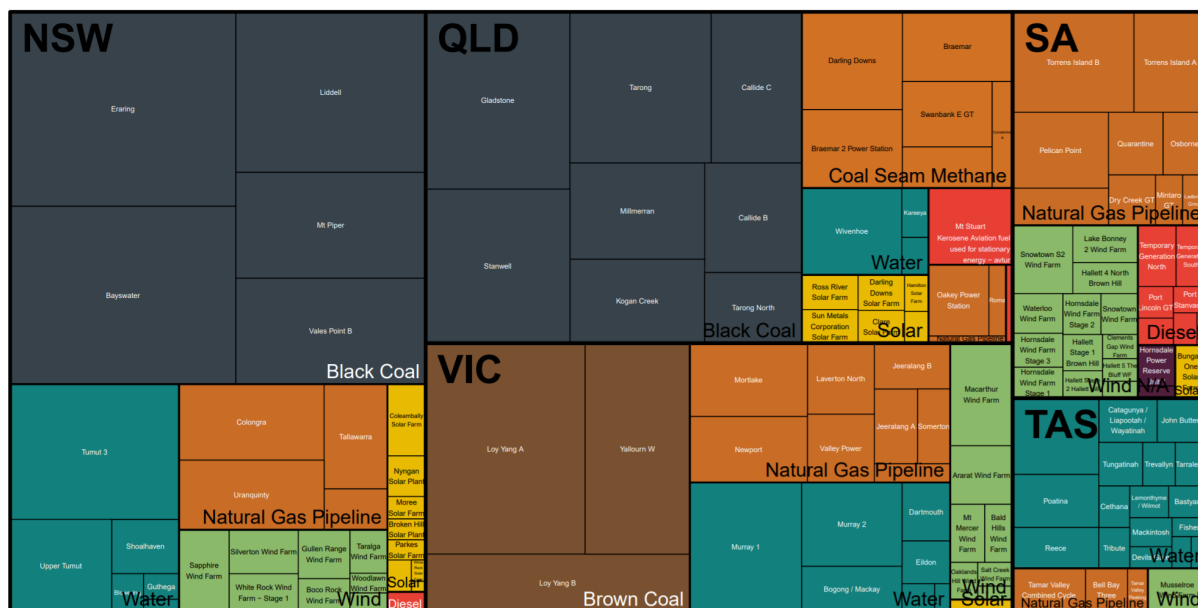 NSW
Eraring
Liddell
Bayswater
Mt Piper
Vales Point B
Black Coal
Tumut 3
Upper Tumut
Shoalhaven
Guthega
Water
Colongra
Tallawarra
Uranquinty
Natural Gas Pipeline
Sapphire
Wind Farm
Silverton Wind Farm
Gullen Range
Wind Farm
Taralga
Wind Farm
White Rock Wind
Farm – Stage 1
Boco Rock
Wind Farm
Woodlawn
Wind Farm
Wind
Coleambally
Solar Farm
Nyngan
Solar Plant
Moree
Solar Farm
Broken Hill
Solar Plant
Parkes
Solar Farm
Solar
Diesel
QLD
Gladstone
Tarong
Callide C
Stanwell
Millmerran
Callide B
Kogan Creek
Tarong North
Black Coal
Darling Downs
Braemar
Braemar 2 Power Station
Swanbank E GT
Coal Seam Methane
Wivenhoe
Kareeya
Water
Mt Stuart
Kerosene Aviation fuel
used for stationary
energy – avtur
Ross River
Solar Farm
Darling
Downs
Solar Farm
Hamilton
Solar
Farm
Sun Metals
Corporation
Solar Farm
Clare
Solar Farm
Solar
Oakey Power
Station
Roma
Natural Gas Pipeline
VIC
Loy Yang A
Yallourn W
Loy Yang B
Brown Coal
Mortlake
Laverton North
Jeeralang B
Newport
Valley Power
Jeeralang A
Somerton
Natural Gas Pipeline
Murray 1
Murray 2
Dartmouth
Eildon
Bogong / Mackay
Water
Macarthur
Wind Farm
Ararat Wind Farm
Mt
Mercer
Wind
Farm
Bald
Hills
Wind
Farm
Oaklands
Hill Wind
Farm
Salt Creek
Wind Farm
Wind
Solar
SA
Torrens Island B
Torrens Island A
Pelican Point
Quarantine
Osborne
Dry Creek GT
Mintaro
GT
Natural Gas Pipeline
Snowtown S2
Wind Farm
Lake Bonney
2 Wind Farm
Hallett 4 North
Brown Hill
Waterloo
Wind Farm
Hornsdale
Wind Farm
Stage 2
Snowtown
Wind Farm
Hornsdale
Wind Farm
Stage 3
Hallett
Stage 1
Brown Hill
Clements
Gap Wind
Farm
Hallett 5 The
Bluff WF
Hornsdale
Wind Farm
Stage 1
Wind
Temporary
Generation
North
Port
Lincoln GT
Diesel
Hornsdale
Power
Reserve
N/A
Solar
TAS
Catagunya /
Liapootah /
Wayatinah
Poatina
Tungatinah
Trevallyn
Cethana
Lemonthyme
/ Wilmot
Reece
Tribute
Mackintosh
Water
Tamar Valley
Combined Cycle
Bell Bay
Three
Natural Gas Pipeline
Musselroe
Wind